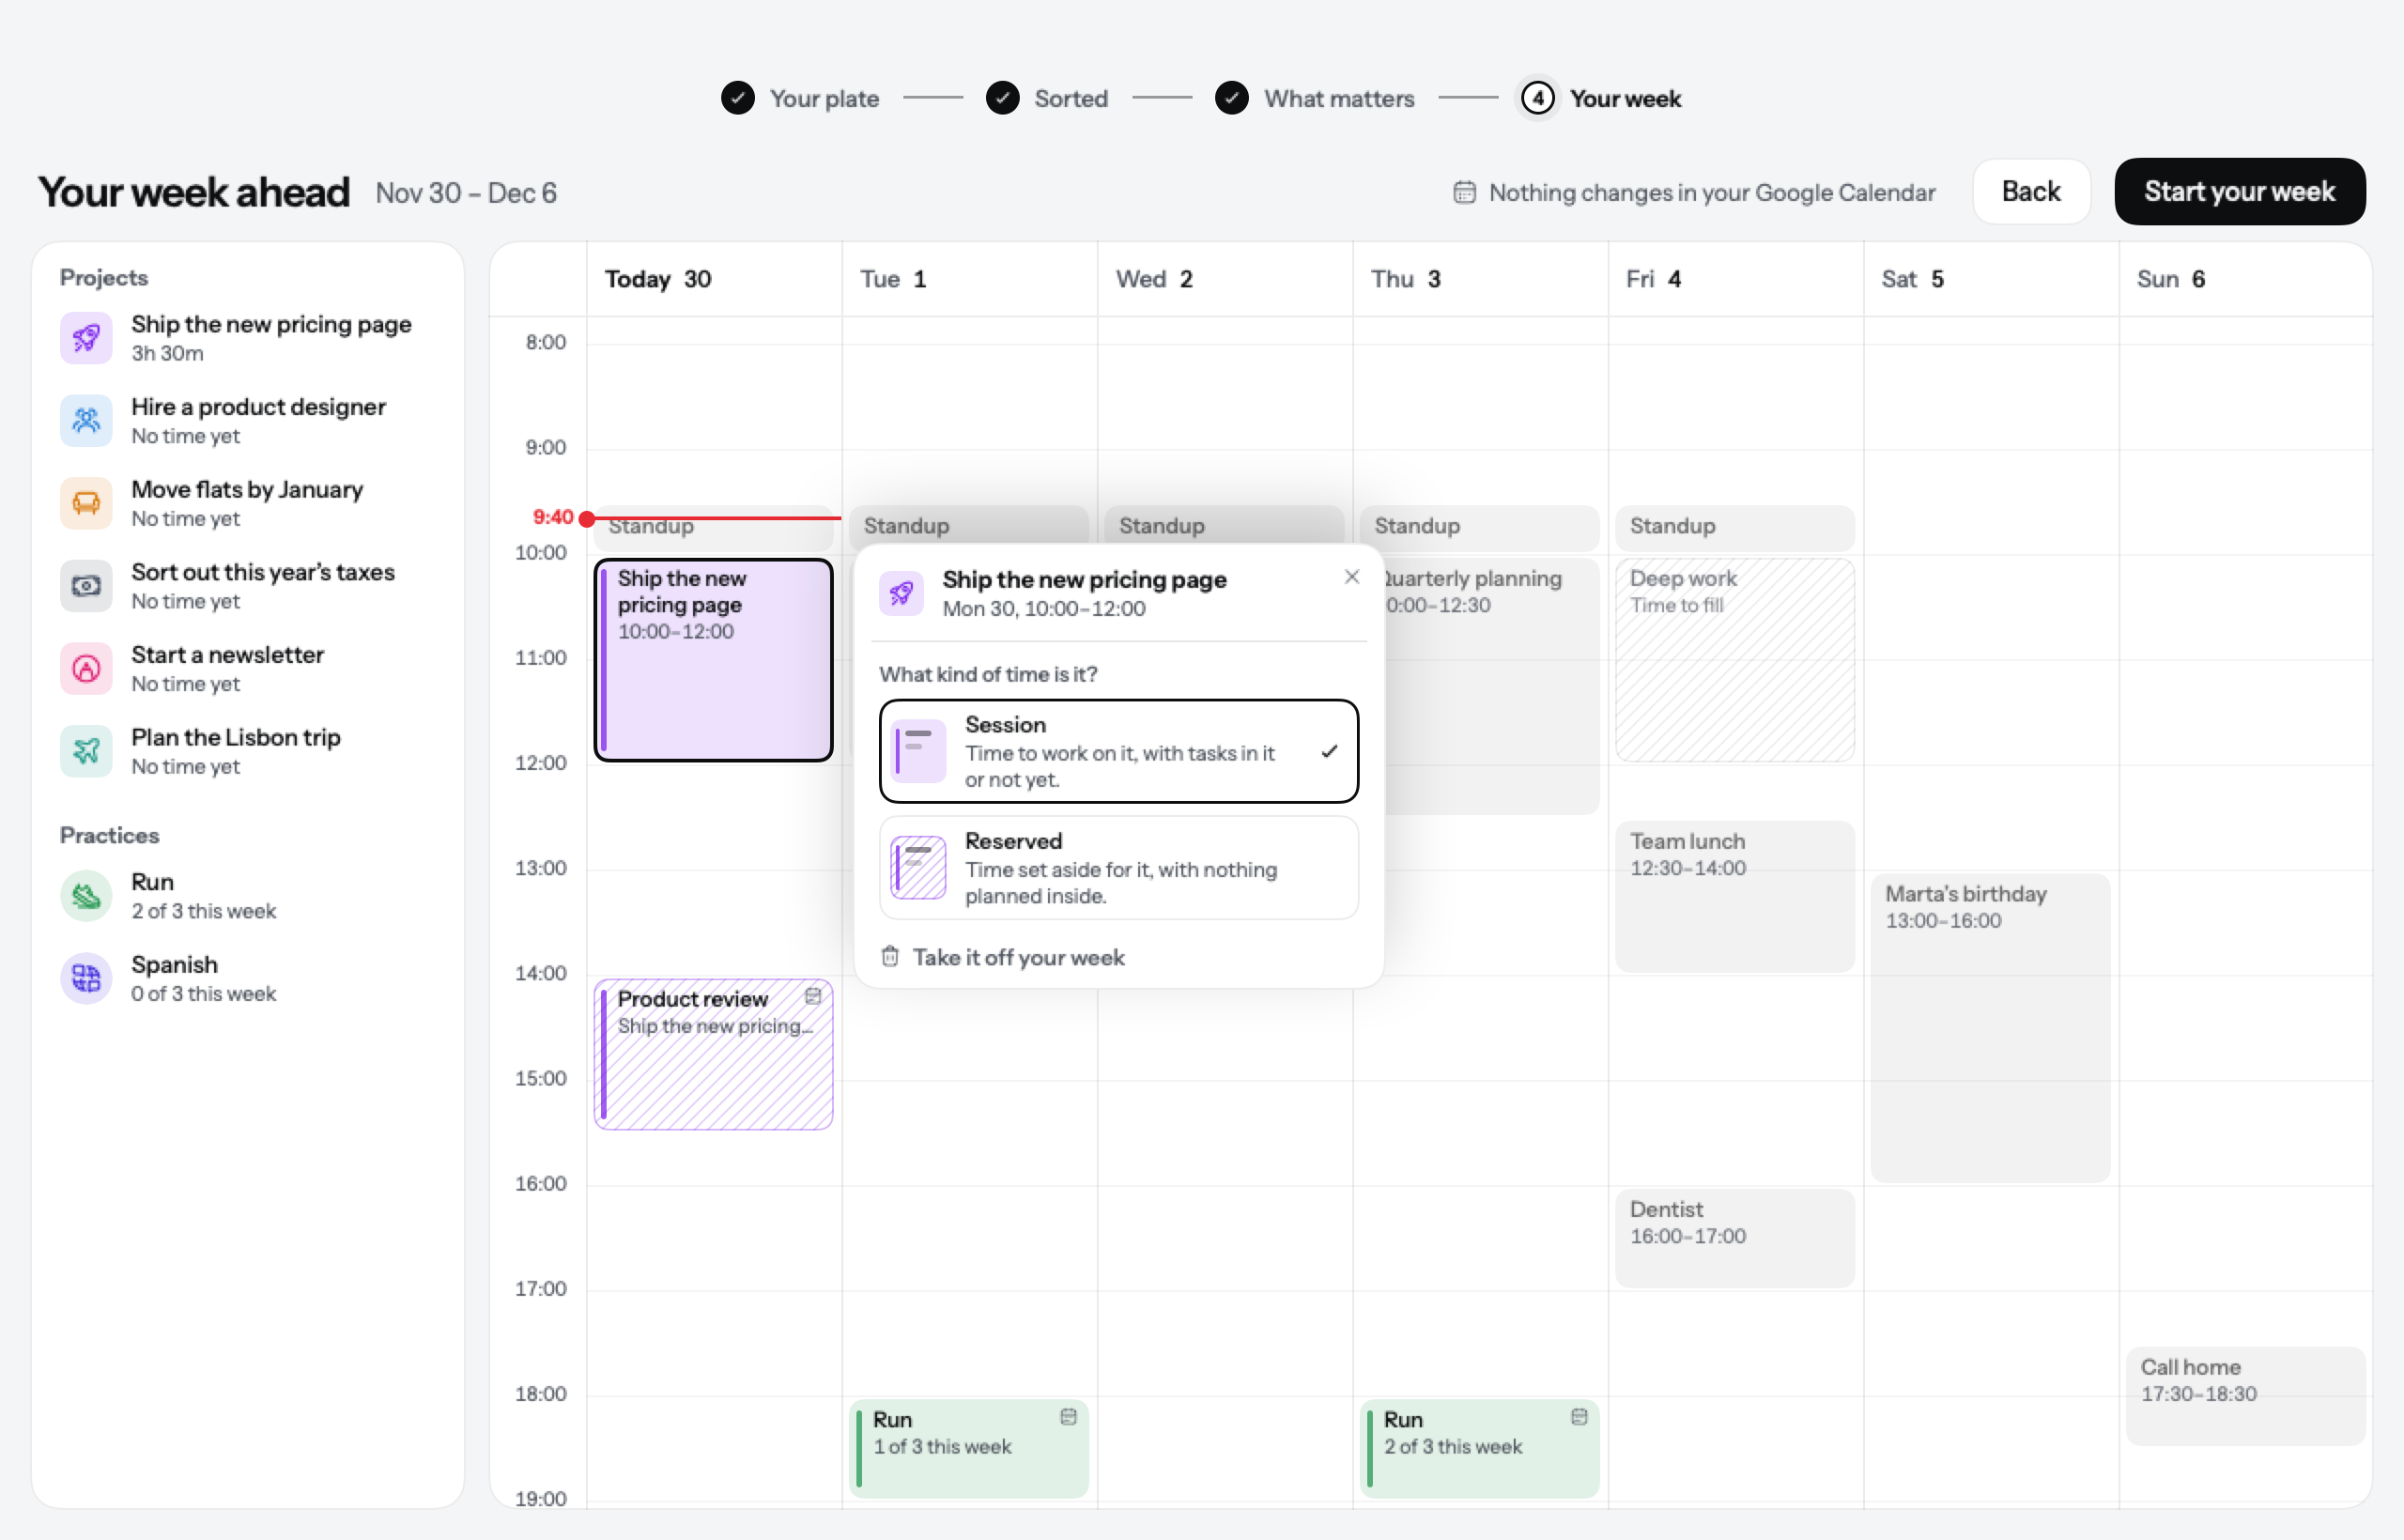 Your plate
Sorted
What matters
4 Your week
Your week ahead Nov 30 – Dec 6
Nothing changes in your Google Calendar
Back
Start your week
Projects
Ship the new pricing page
3h 30m
Hire a product designer
No time yet
Move flats by January
No time yet
Sort out this year’s taxes
No time yet
Start a newsletter
No time yet
Plan the Lisbon trip
No time yet
Practices
Run
2 of 3 this week
Spanish
0 of 3 this week
Today 30
Tue 1
Wed 2
Thu 3
Fri 4
Sat 5
Sun 6
8:00
9:00
9:40
10:00
11:00
12:00
13:00
14:00
15:00
16:00
17:00
18:00
19:00
Standup
Ship the new
pricing page
10:00–12:00
Product review
Ship the new pricing...
Standup
Run
1 of 3 this week
Standup
Ship the new pricing page
Mon 30, 10:00–12:00
What kind of time is it?
Session
Time to work on it, with tasks in it
or not yet.
Reserved
Time set aside for it, with nothing
planned inside.
Take it off your week
Standup
Quarterly planning
0:00–12:30
Run
2 of 3 this week
Standup
Deep work
Time to fill
Team lunch
12:30–14:00
Dentist
16:00–17:00
Marta’s birthday
13:00–16:00
Call home
17:30–18:30